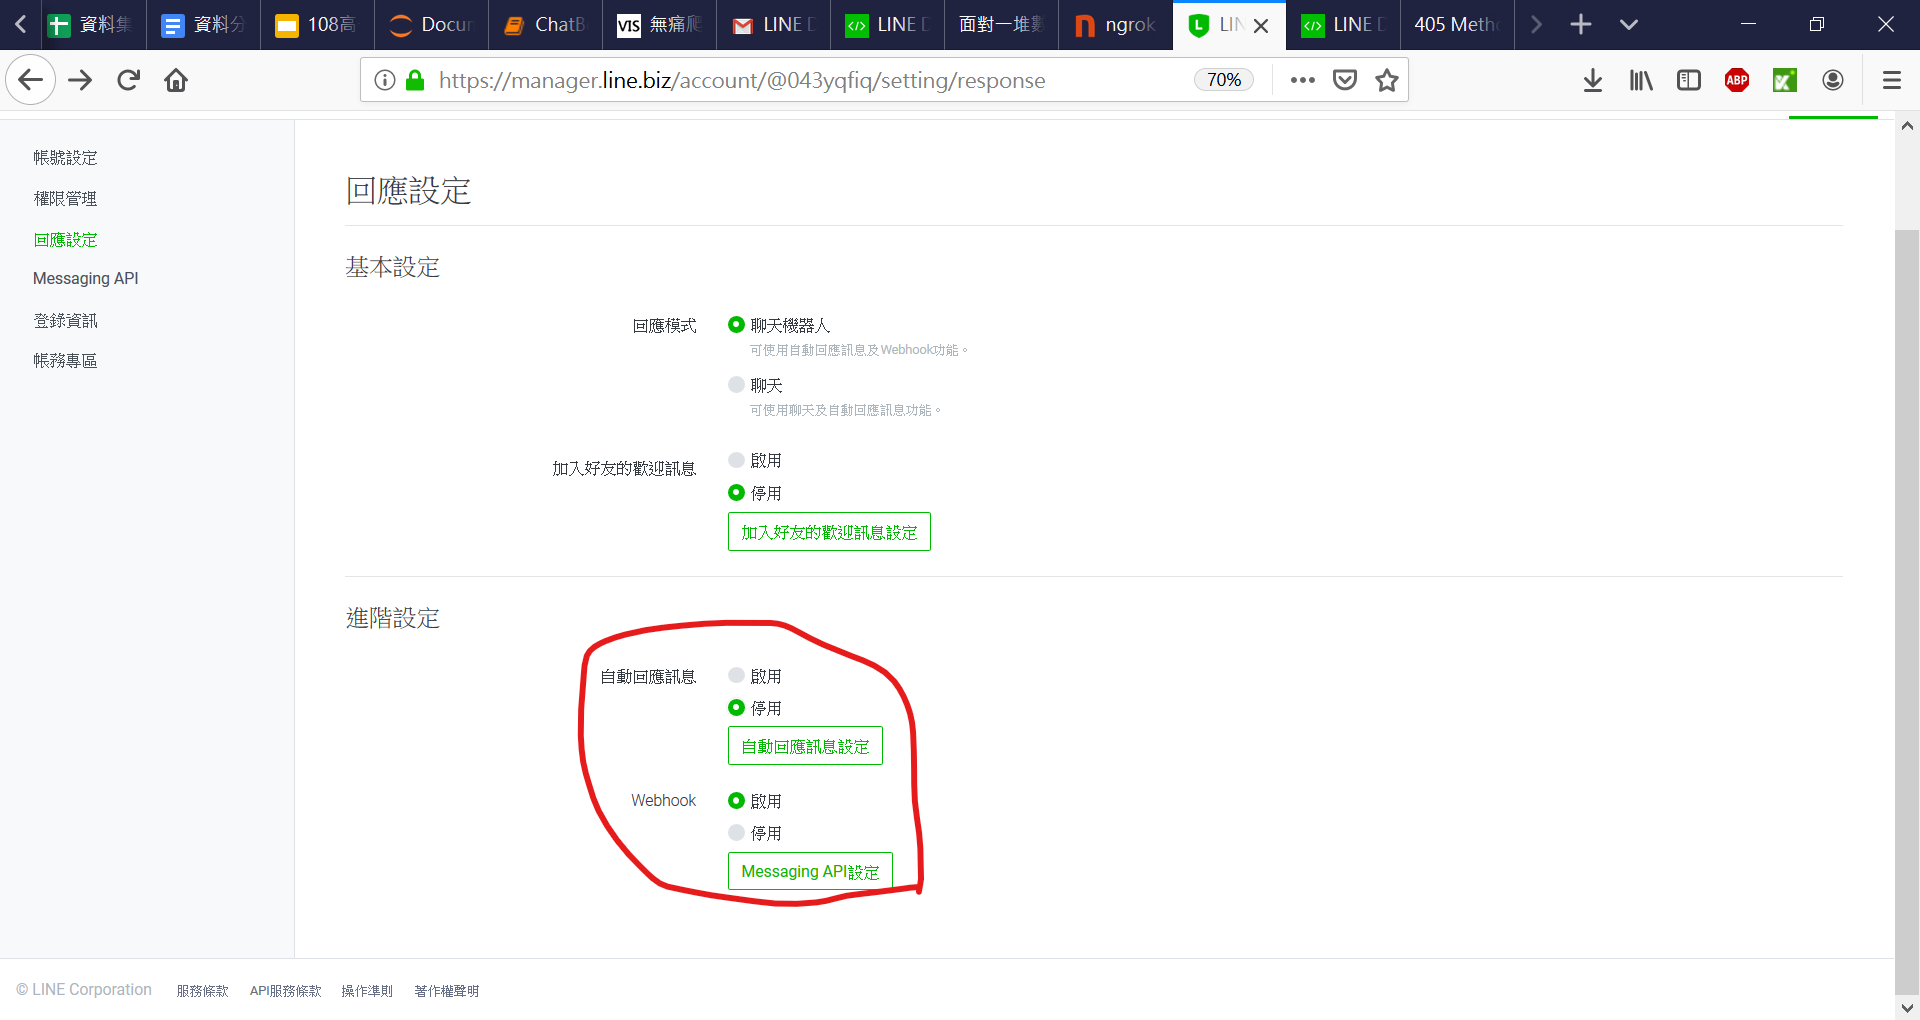 資料集
資料分
108高
Docun
ChatB
VIS 無痛爬
LINE D
LINE D
面對一堆數
ngrok
LIN
LINE D
405 Metho
https://manager.line.biz/account/@043yqfiq/setting/response
70%
ABP
帳號設定
權限管理
回應設定
Messaging API
登錄資訊
帳務專區
回應設定
基本設定
回應模式
聊天機器人
可使用自動回應訊息及Webhook功能。
聊天
可使用聊天及自動回應訊息功能。
加入好友的歡迎訊息
啟用
停用
加入好友的歡迎訊息設定
進階設定
自動回應訊息
啟用
停用
自動回應訊息設定
Webhook
啟用
停用
Messaging API設定
© LINE Corporation 服務條款 API服務條款 操作準則 著作權聲明